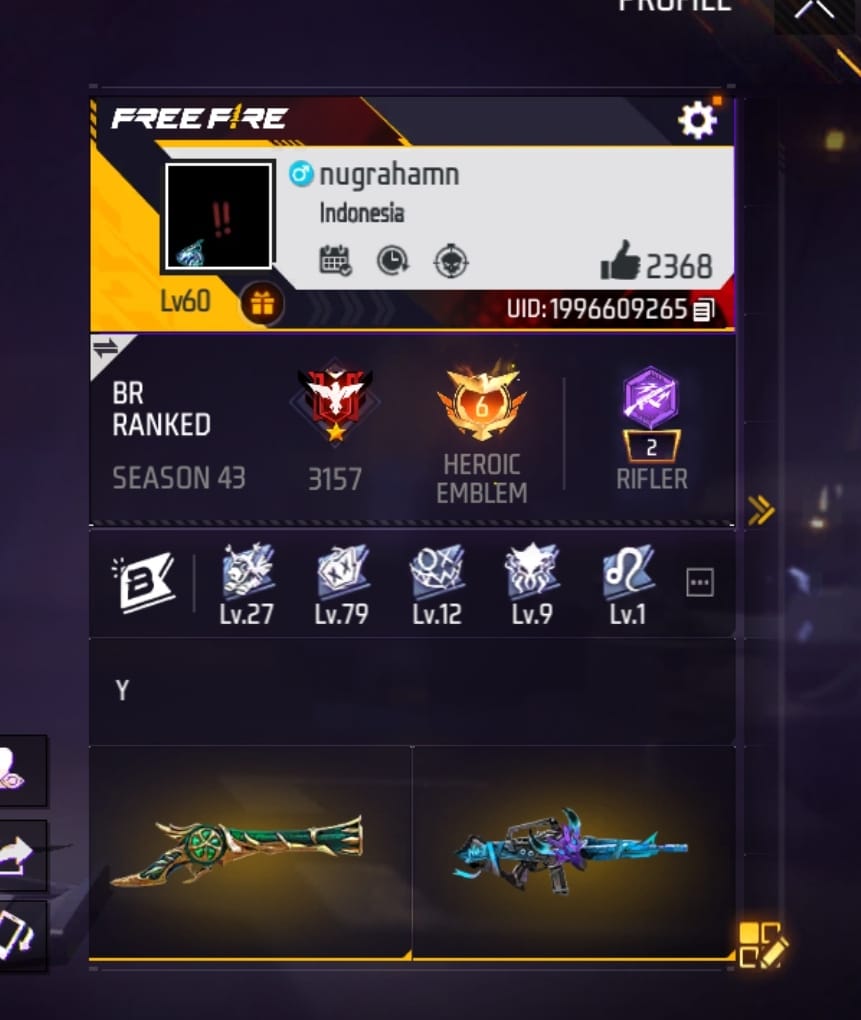 PROFILE
FREE FIRE
nugrahamn
Indonesia
2368
Lv60
UID:1996609265
BR
RANKED
SEASON 43
3157
6
HEROIC
EMBLEM
2
RIFLER
B
Lv.27
Lv.79
Lv.12
Lv.9
Lv.1
Y